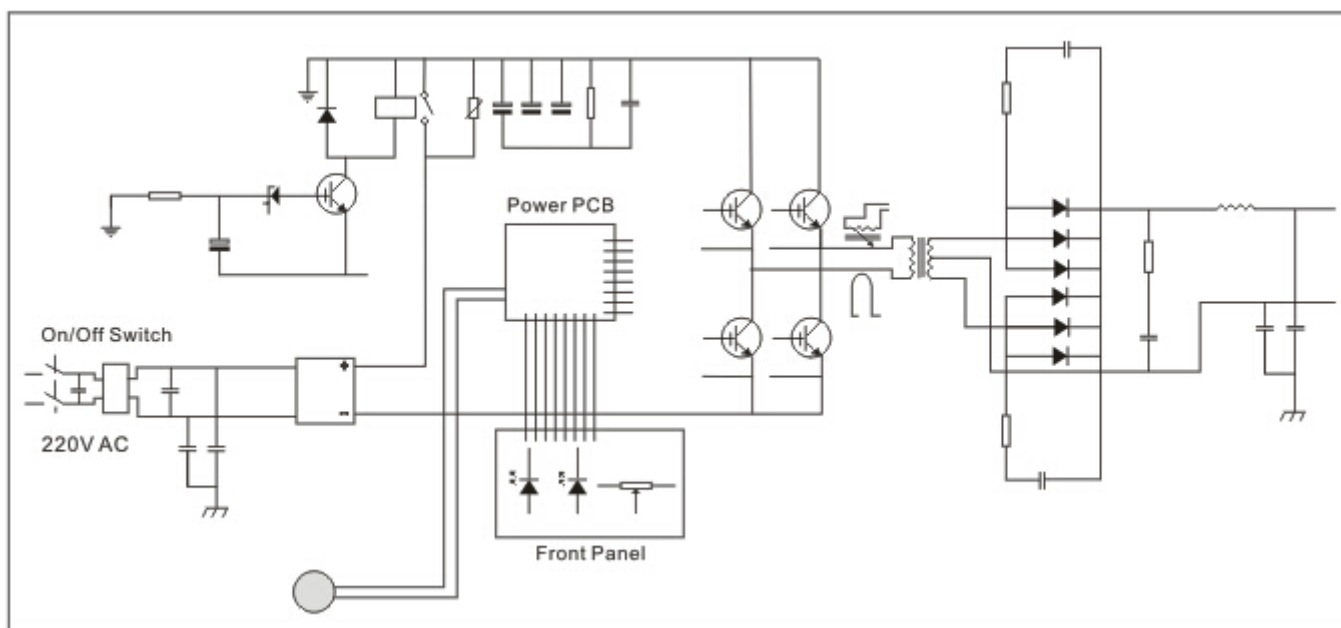 Power PCB
On/Off Switch
220V AC
+
-
Front Panel